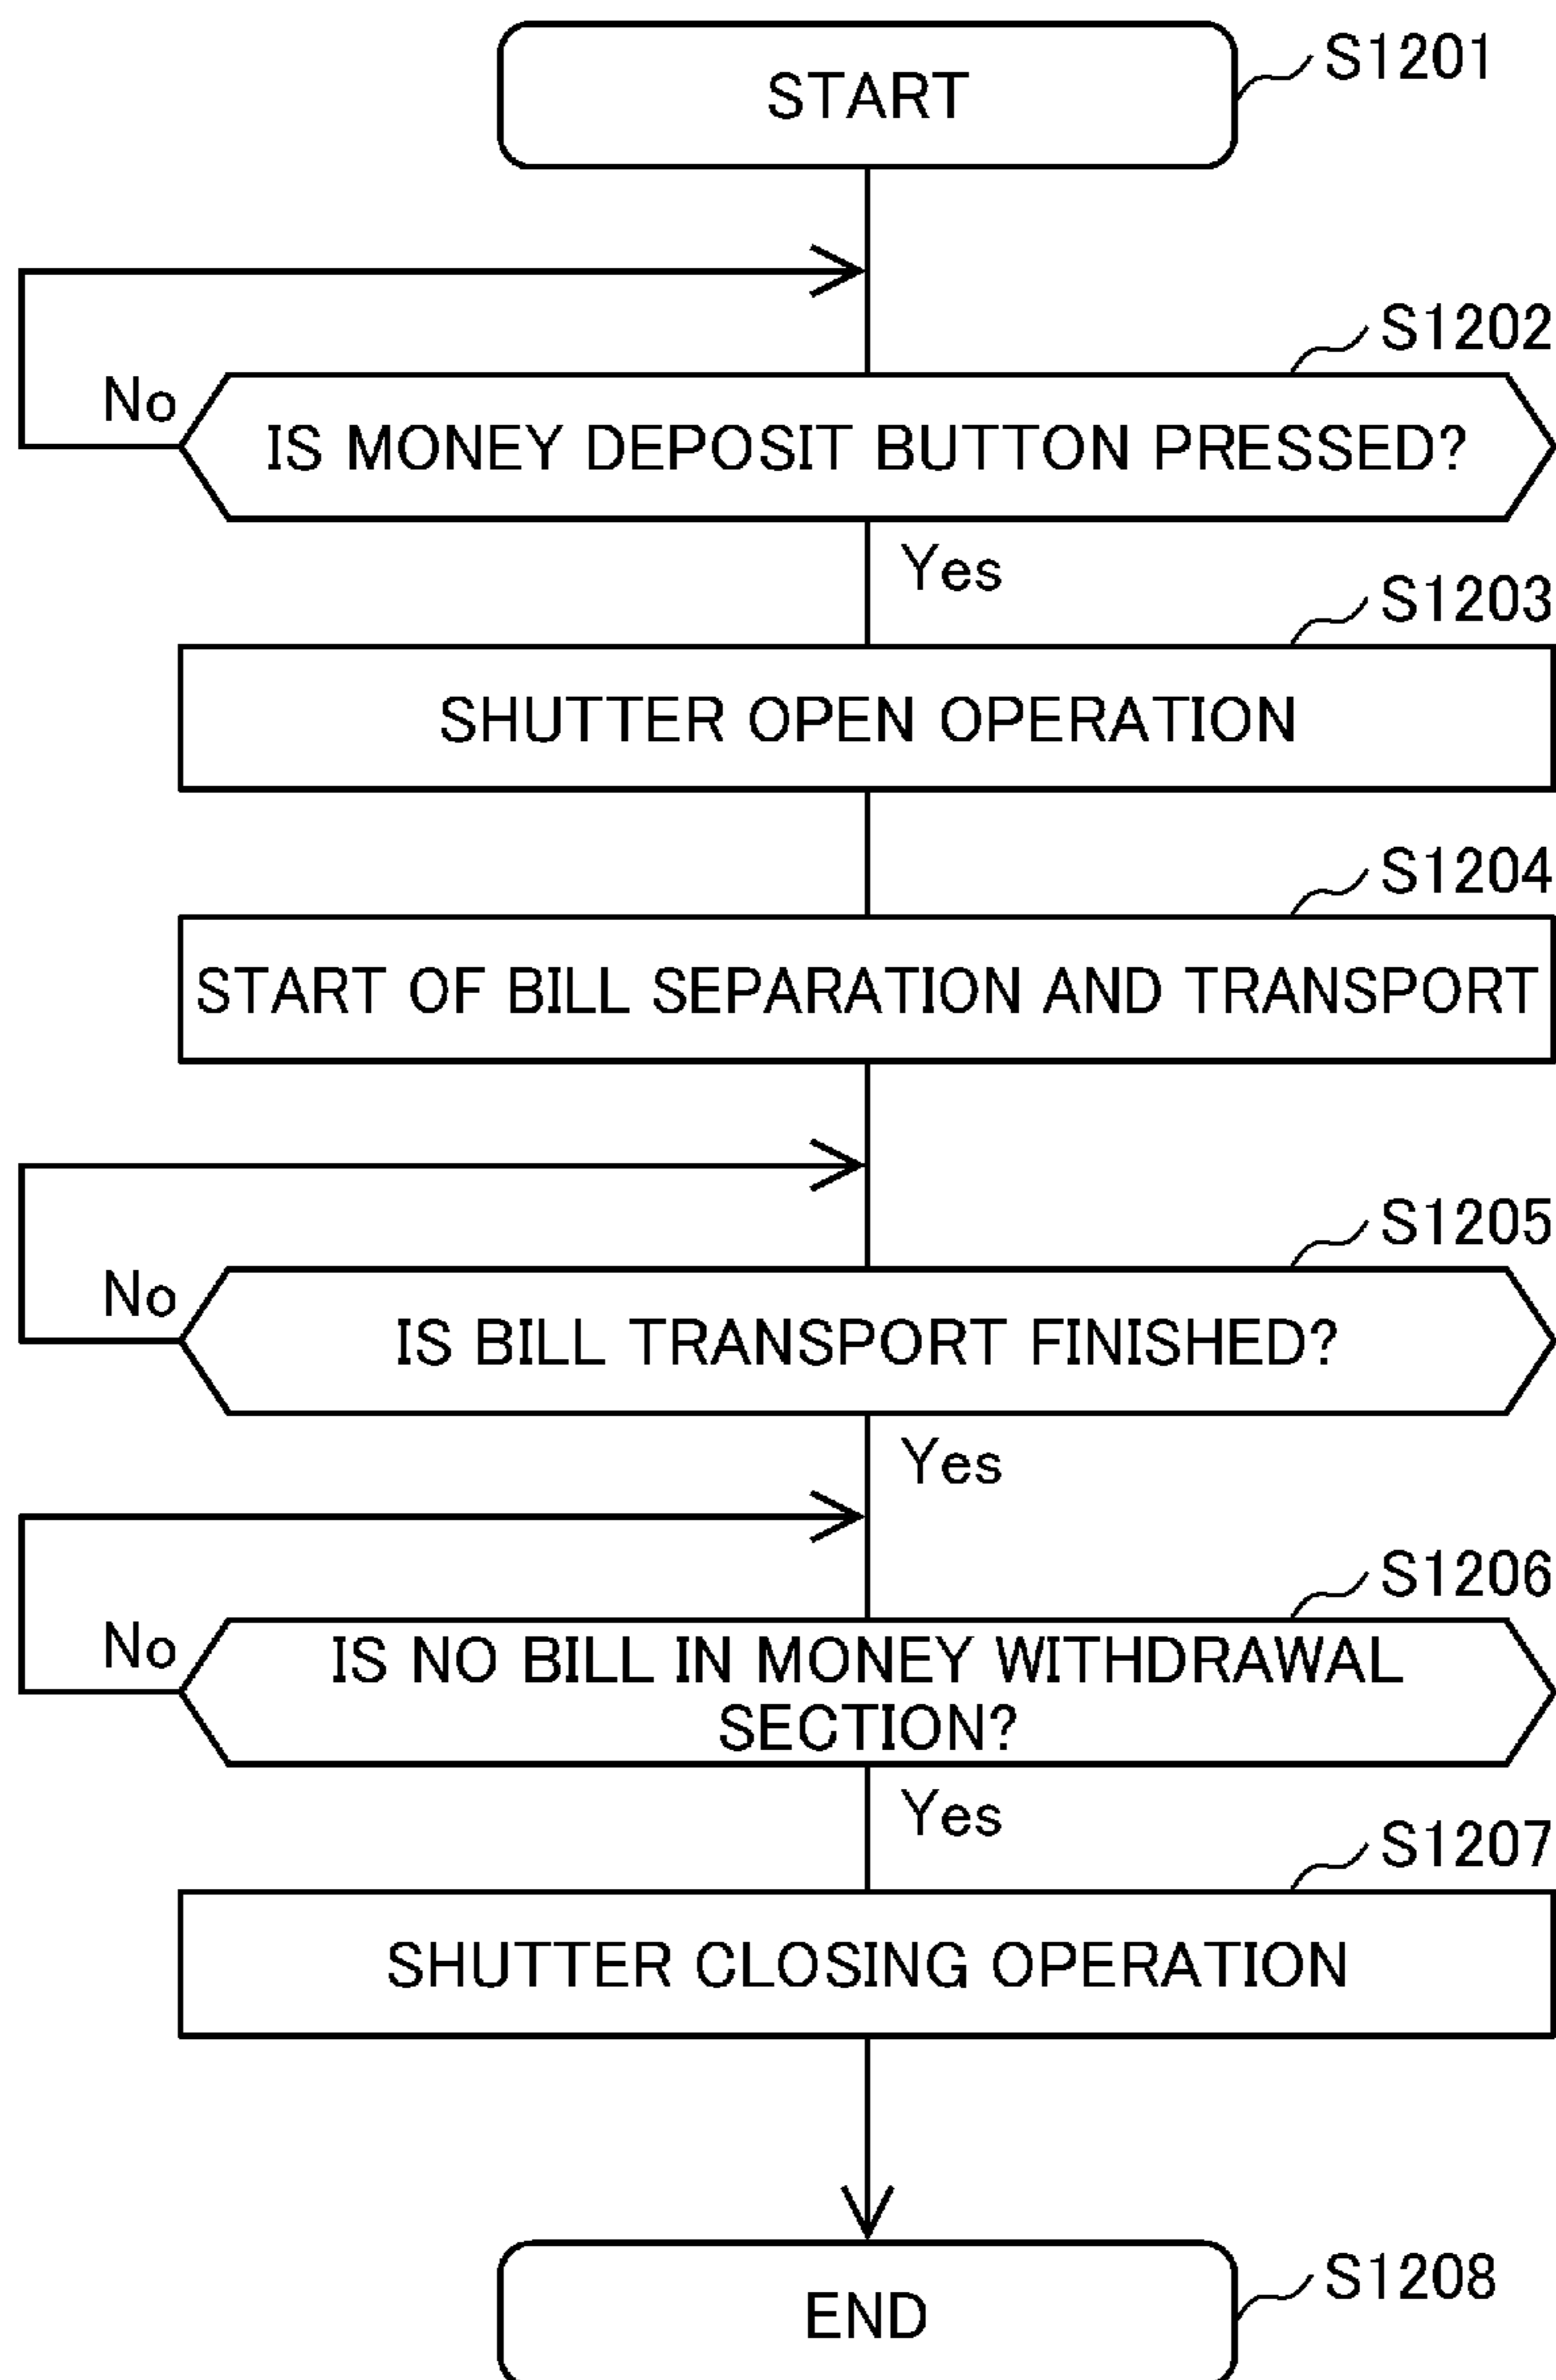 START
S1201
S1202
No
IS MONEY DEPOSIT BUTTON PRESSED?
Yes
S1203
SHUTTER OPEN OPERATION
S1204
START OF BILL SEPARATION AND TRANSPORT
S1205
No
IS BILL TRANSPORT FINISHED?
Yes
S1206
No
IS NO BILL IN MONEY WITHDRAWAL
SECTION?
Yes
S1207
SHUTTER CLOSING OPERATION
S1208
END